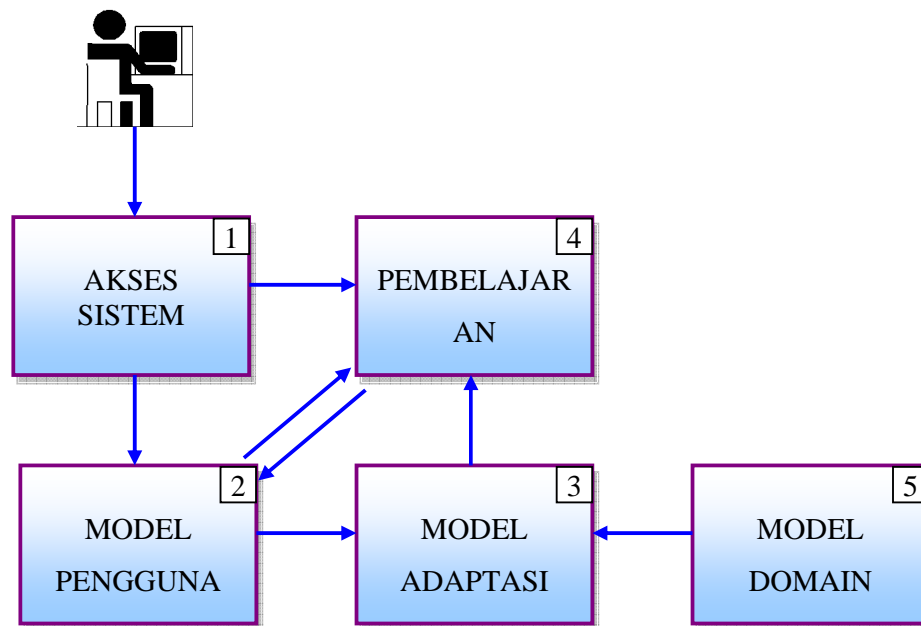 1
AKSES
SISTEM
4
PEMBELAJAR
AN
2
MODEL
PENGGUNA
3
MODEL
ADAPTASI
5
MODEL
DOMAIN